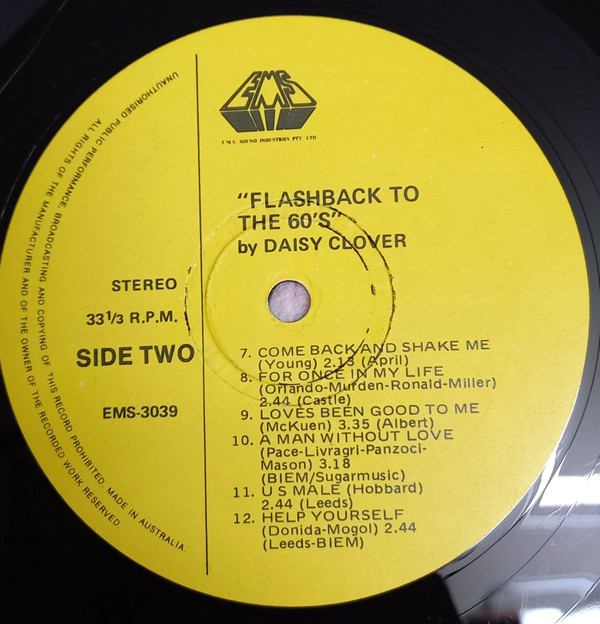 EMS
E.M.S. SOUND INDUSTRIES PTY. LTD
"FLASHBACK TO
THE 60'S"
by DAISY CLOVER
STEREO
33 1/3 R.P.M.
SIDE TWO
EMS-3039
7. COME BACK AND SHAKE ME
(Young) 2.13 (April)
8. FOR ONCE IN MY LIFE
(Orlando-Murden-Ronald-Miller)
2.44 (Castle)
9. LOVES BEEN GOOD TO ME
(McKuen) 3.35 (Albert)
10. A MAN WITHOUT LOVE
(Pace-Livragri-Panzoci-
Mason) 3.18
(BIEM/Sugarmusic)
11. U S MALE (Hobbard)
2.44 (Leeds)
12. HELP YOURSELF
(Donida-Mogol) 2.44
(Leeds-BIEM)
UNAUTHORISED PUBLIC PERFORMANCE, BROADCASTING AND COPYING OF THIS RECORD PROHIBITED. MADE IN AUSTRALIA.
ALL RIGHTS OF THE MANUFACTURER AND OF THE OWNER OF THE RECORDED WORK RESERVED